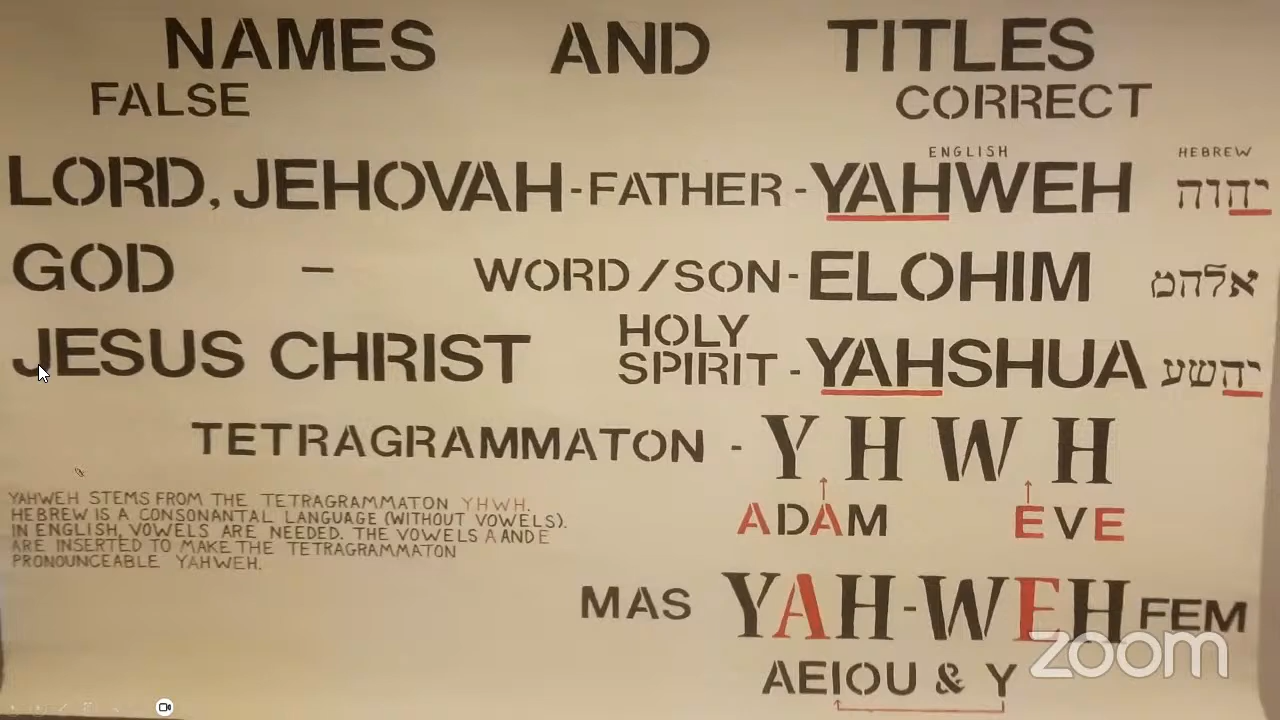 NAMES AND TITLES
FALSE CORRECT
ENGLISH HEBREW
LORD, JEHOVAH - FATHER - YAHWEH יהוה
GOD - WORD/SON - ELOHIM אלהמ
JESUS CHRIST HOLY SPIRIT - YAHSHUA יהשע
TETRAGRAMMATON - Y H W H
ADAM EVE
YAHWEH STEMS FROM THE TETRAGRAMMATON YHWH.
HEBREW IS A CONSONANTAL LANGUAGE (WITHOUT VOWELS).
IN ENGLISH, VOWELS ARE NEEDED. THE VOWELS A AND E
ARE INSERTED TO MAKE THE TETRAGRAMMATON
PRONOUNCEABLE YAHWEH.
MAS YAH-WEH FEM
AEIOU & Y
zoom